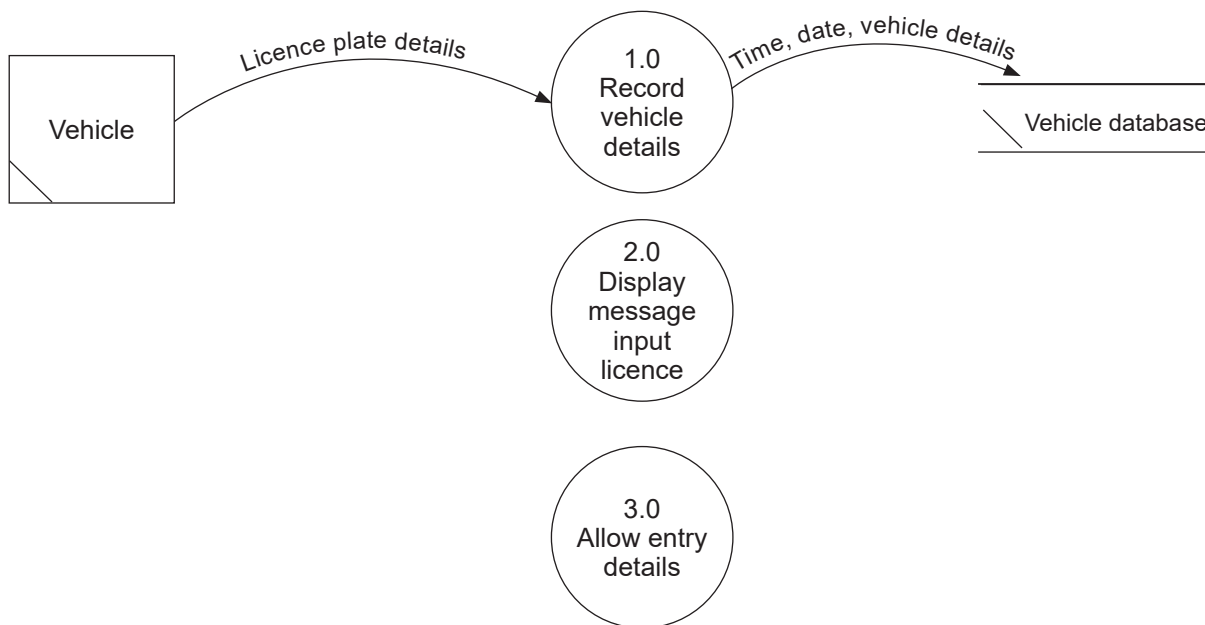 Licence plate details
Time, date, vehicle details
Vehicle
1.0
Record
vehicle
details
Vehicle database
2.0
Display
message
input
licence
3.0
Allow entry
details